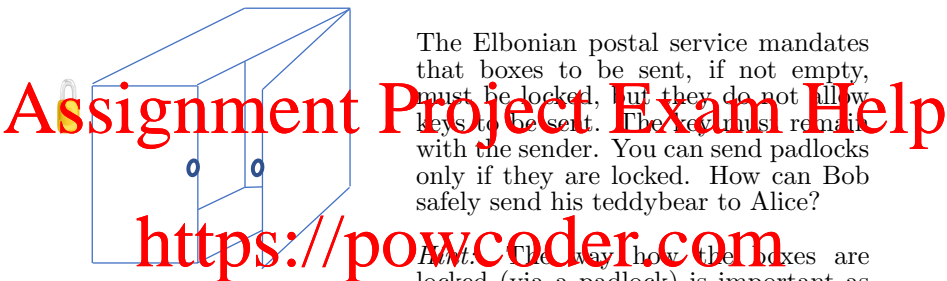 The Elbonian postal service mandates
that boxes to be sent, if not empty,
must be locked, but they do not allow
Assignment Project Exam Help
keys to be sent. The key must remain
with the sender. You can send padlocks
only if they are locked. How can Bob
safely send his teddybear to Alice?
https://powcoder.com
Hint: The way how the boxes are
locked (via a padlock) is important as